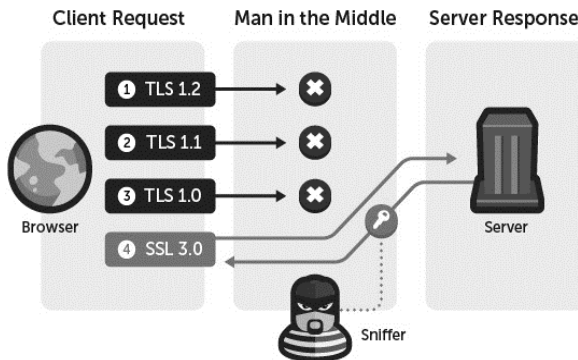 Client Request
Man in the Middle
Server Response
1 TLS 1.2
2 TLS 1.1
3 TLS 1.0
4 SSL 3.0
Browser
Server
Sniffer